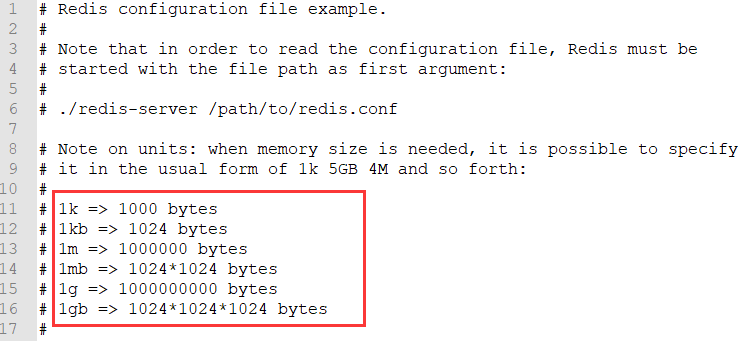 1 # Redis configuration file example.
2 #
3 # Note that in order to read the configuration file, Redis must be
4 # started with the file path as first argument:
5 #
6 # ./redis-server /path/to/redis.conf
7
8 # Note on units: when memory size is needed, it is possible to specify
9 # it in the usual form of 1k 5GB 4M and so forth:
10 #
11 # 1k => 1000 bytes
12 # 1kb => 1024 bytes
13 # 1m => 1000000 bytes
14 # 1mb => 1024*1024 bytes
15 # 1g => 1000000000 bytes
16 # 1gb => 1024*1024*1024 bytes
17 #